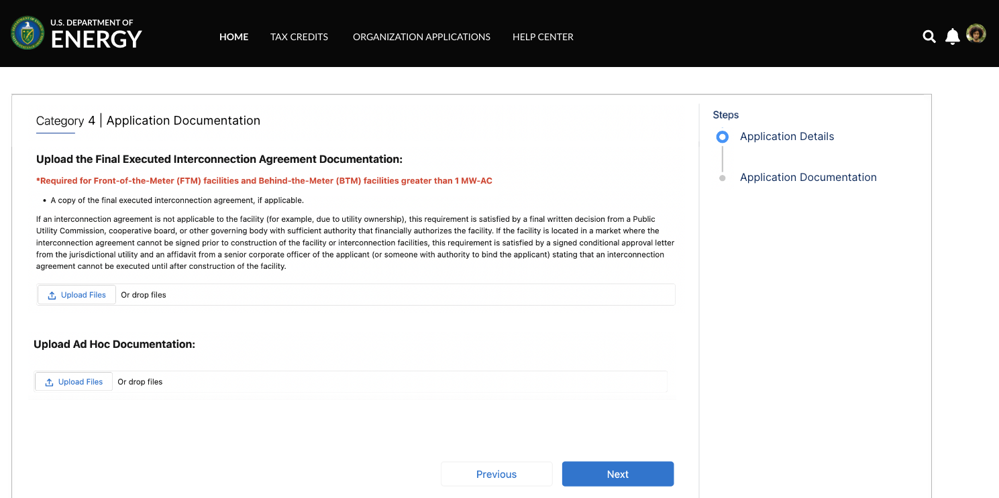 U.S. DEPARTMENT OF
ENERGY
HOME TAX CREDITS ORGANIZATION APPLICATIONS HELP CENTER
Category 4 | Application Documentation
Upload the Final Executed Interconnection Agreement Documentation:
*Required for Front-of-the-Meter (FTM) facilities and Behind-the-Meter (BTM) facilities greater than 1 MW-AC
• A copy of the final executed interconnection agreement, if applicable.
If an interconnection agreement is not applicable to the facility (for example, due to utility ownership), this requirement is satisfied by a final written decision from a Public
Utility Commission, cooperative board, or other governing body with sufficient authority that financially authorizes the facility. If the facility is located in a market where the
interconnection agreement cannot be signed prior to construction of the facility or interconnection facilities, this requirement is satisfied by a signed conditional approval letter
from the jurisdictional utility and an affidavit from a senior corporate officer of the applicant (or someone with authority to bind the applicant) stating that an interconnection
agreement cannot be executed until after construction of the facility.
Upload Files Or drop files
Upload Ad Hoc Documentation:
Upload Files Or drop files
Previous Next
Steps
Application Details
Application Documentation